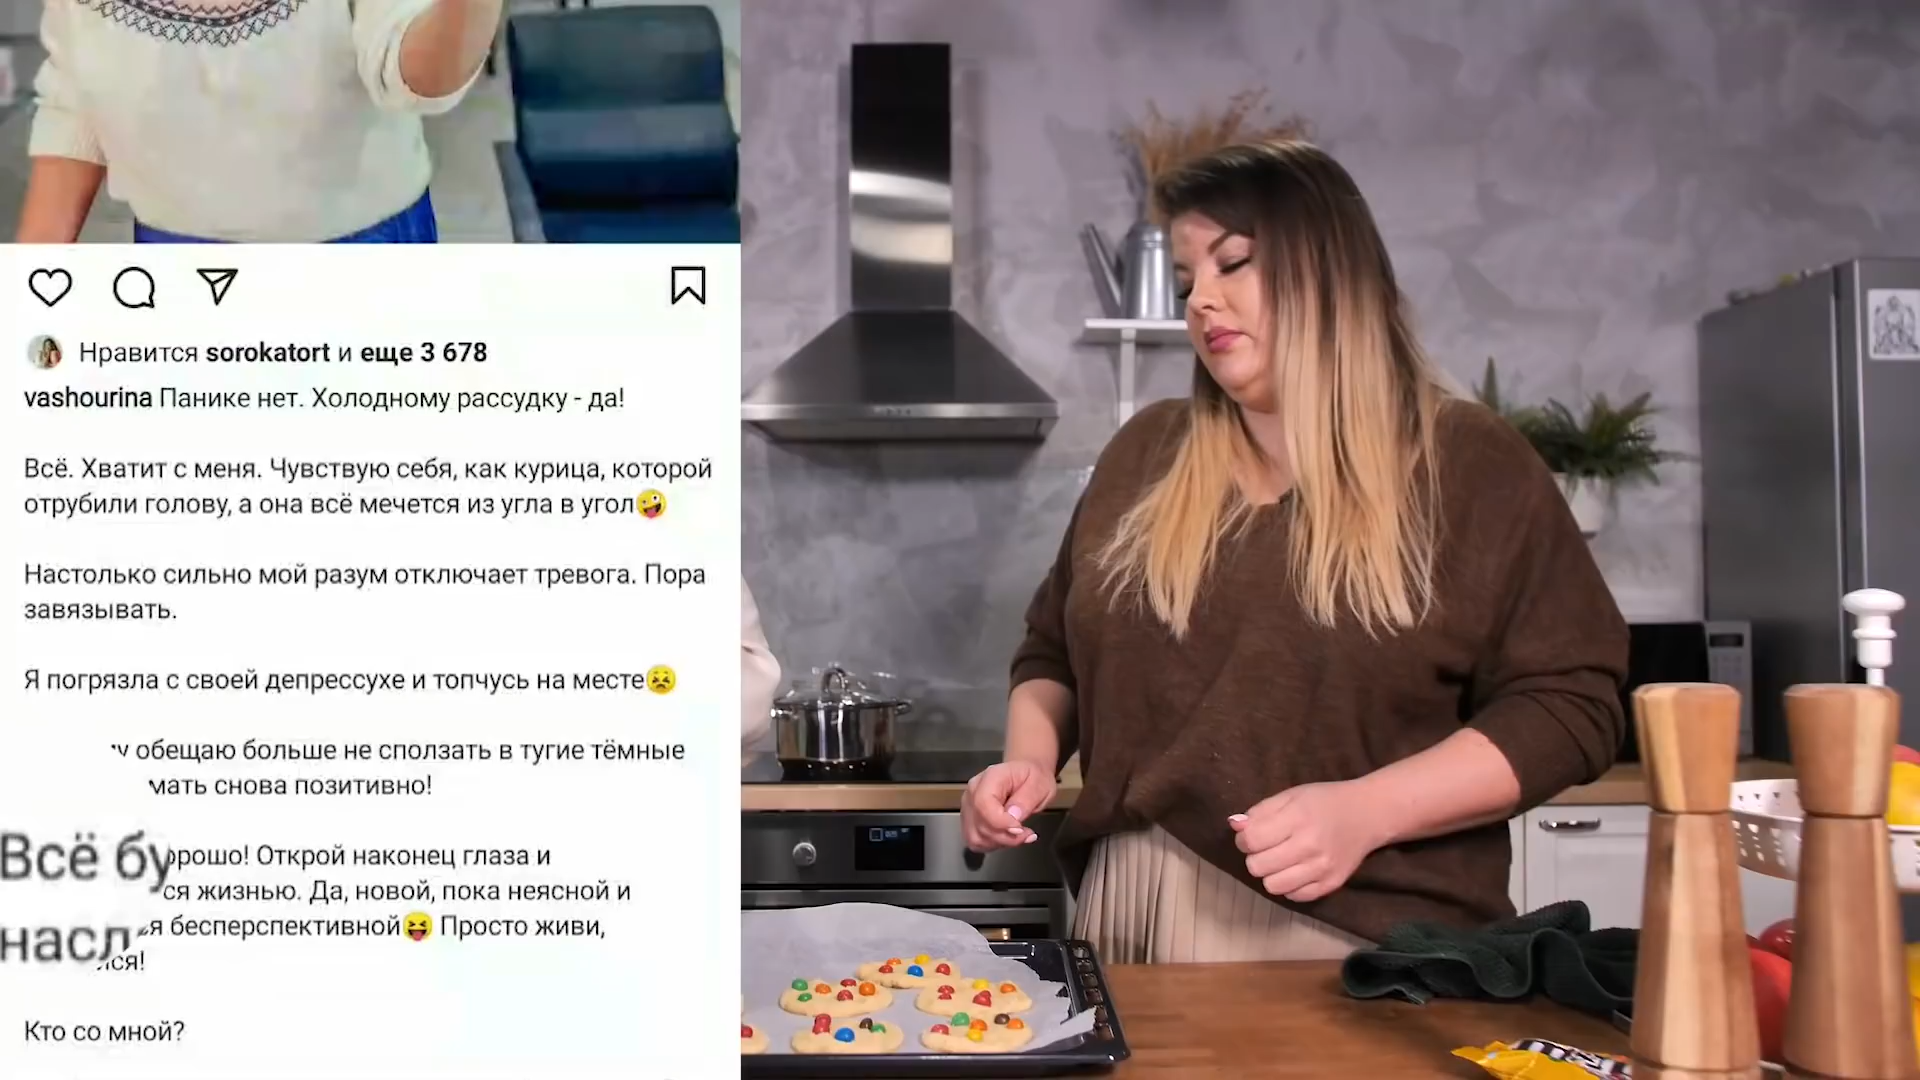 Нравится sorokatort и еще 3 678
vashourina Панике нет. Холодному рассудку - да!
Всё. Хватит с меня. Чувствую себя, как курица, которой
отрубили голову, а она всё мечется из угла в угол🤪
Настолько сильно мой разум отключает тревога. Пора
завязывать.
Я погрязла с своей депрессухе и топчусь на месте😣
обещаю больше не сползать в тугие тёмные
мать снова позитивно!
Всё бу
рошо! Открой наконец глаза и
ся жизнью. Да, новой, пока неясной и
насл
я бесперспективной😝 Просто живи,
йся!
Кто со мной?